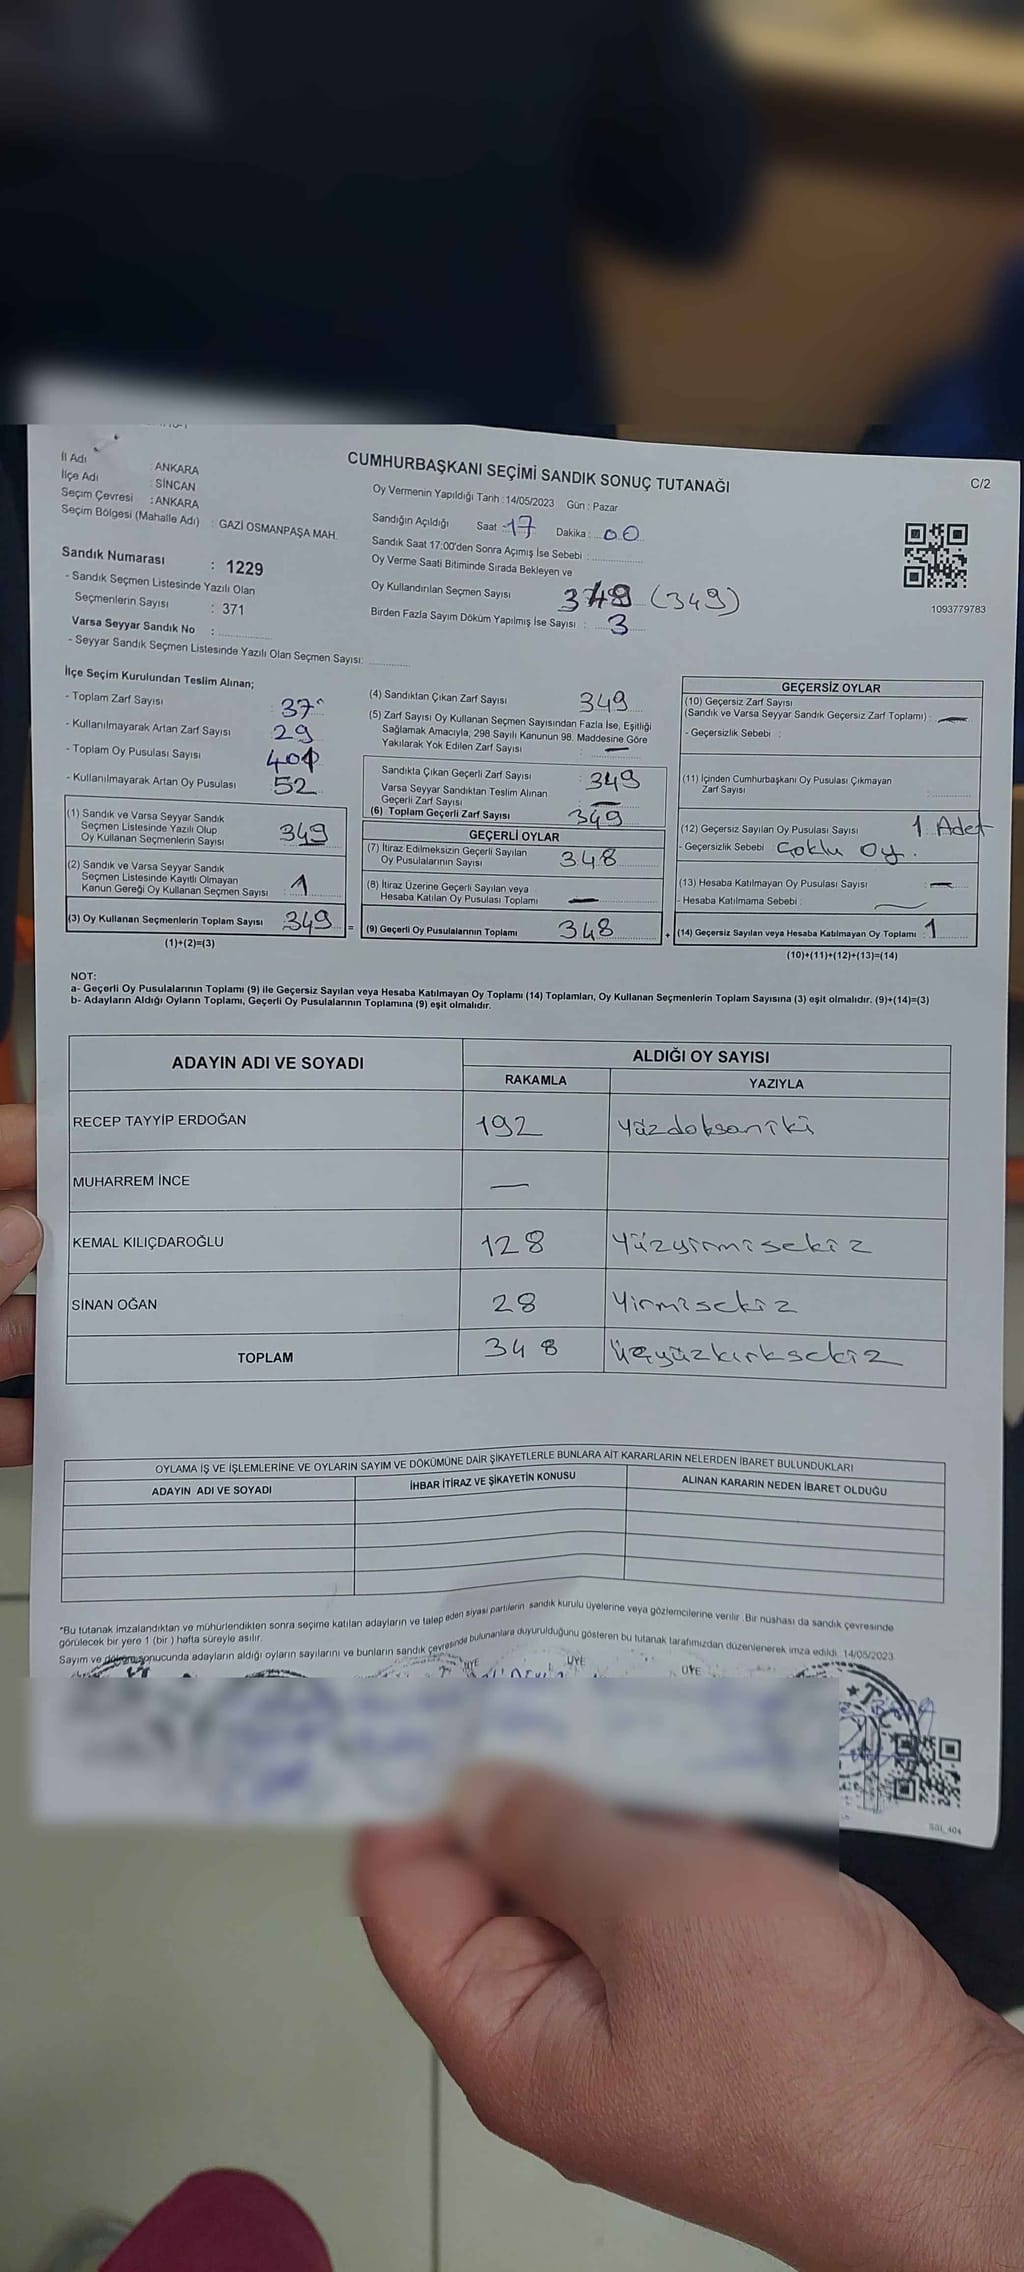 C/2
CUMHURBAŞKANI SEÇİMİ SANDIK SONUÇ TUTANAĞI
İl Adı : ANKARA
İlçe Adı : SİNCAN
Seçim Çevresi : ANKARA
Seçim Bölgesi (Mahalle Adı) : GAZİ OSMANPAŞA MAH.
Sandık Numarası : 1229
- Sandık Seçmen Listesinde Yazılı Olan
Seçmenlerin Sayısı : 371
Varsa Seyyar Sandık No :
- Seyyar Sandık Seçmen Listesinde Yazılı Olan Seçmen Sayısı:
Oy Vermenin Yapıldığı Tarih : 14/05/2023 Gün : Pazar
Sandığın Açıldığı Saat : 17 Dakika : 00
Sandık Saat 17:00'den Sonra Açımış İse Sebebi :
Oy Verme Saati Bitiminde Sırada Bekleyen ve
Oy Kullandırılan Seçmen Sayısı (349)
Birden Fazla Sayım Döküm Yapılmış İse Sayısı : 3
1093779783
İlçe Seçim Kurulundan Teslim Alınan;
- Toplam Zarf Sayısı :
- Kullanılmayarak Artan Zarf Sayısı : 29
- Toplam Oy Pusulası Sayısı :
- Kullanılmayarak Artan Oy Pusulası : 52
(1) Sandık ve Varsa Seyyar Sandık
Seçmen Listesinde Yazılı Olup
Oy Kullanan Seçmenlerin Sayısı : 349
(2) Sandık ve Varsa Seyyar Sandık
Seçmen Listesinde Kayıtlı Olmayan
Kanun Gereği Oy Kullanan Seçmen Sayısı : 1
(3) Oy Kullanan Seçmenlerin Toplam Sayısı : 349
(1)+(2)=(3)
(4) Sandıktan Çıkan Zarf Sayısı 349
(5) Zarf Sayısı Oy Kullanan Seçmen Sayısından Fazla İse, Eşitliği
Sağlamak Amacıyla, 298 Sayılı Kanunun 98. Maddesine Göre
Yakılarak Yok Edilen Zarf Sayısı : —
Sandıkta Çıkan Geçerli Zarf Sayısı : 349
Varsa Seyyar Sandıktan Teslim Alınan
Geçerli Zarf Sayısı : —
(6) Toplam Geçerli Zarf Sayısı : 349
GEÇERLİ OYLAR
(7) İtiraz Edilmeksizin Geçerli Sayılan
Oy Pusulalarının Sayısı : 348
(8) İtiraz Üzerine Geçerli Sayılan veya
Hesaba Katılan Oy Pusulası Toplamı : —
= (9) Geçerli Oy Pusulalarının Toplamı : 348
GEÇERSİZ OYLAR
(10) Geçersiz Zarf Sayısı
(Sandık ve Varsa Seyyar Sandık Geçersiz Zarf Toplamı) : —
- Geçersizlik Sebebi :
(11) İçinden Cumhurbaşkanı Oy Pusulası Çıkmayan
Zarf Sayısı :
(12) Geçersiz Sayılan Oy Pusulası Sayısı : 1 Adet
- Geçersizlik Sebebi Çoklu oy.
(13) Hesaba Katılmayan Oy Pusulası Sayısı : —
- Hesaba Katılmama Sebebi : —
+ (14) Geçersiz Sayılan veya Hesaba Katılmayan Oy Toplamı : 1
(10)+(11)+(12)+(13)=(14)
NOT:
a- Geçerli Oy Pusulalarının Toplamı (9) ile Geçersiz Sayılan veya Hesaba Katılmayan Oy Toplamı (14) Toplamları, Oy Kullanan Seçmenlerin Toplam Sayısına (3) eşit olmalıdır. (9)+(14)=(3)
b- Adayların Aldığı Oyların Toplamı, Geçerli Oy Pusulalarının Toplamına (9) eşit olmalıdır.
ADAYIN ADI VE SOYADI ALDIĞI OY SAYISI
RAKAMLA YAZIYLA
RECEP TAYYİP ERDOĞAN 192 Yüzdoksaniki
MUHARREM İNCE —
KEMAL KILIÇDAROĞLU 128 Yüzyirmisekiz
SİNAN OĞAN 28 Yirmisekiz
TOPLAM 348 Üçyüzkırksekiz
OYLAMA İŞ VE İŞLEMLERİNE VE OYLARIN SAYIM VE DÖKÜMÜNE DAİR ŞİKAYETLERLE BUNLARA AİT KARARLARIN NELERDEN İBARET BULUNDUKLARI
ADAYIN ADI VE SOYADI İHBAR İTİRAZ VE ŞİKAYETİN KONUSU ALINAN KARARIN NEDEN İBARET OLDUĞU
*Bu tutanak imzalandıktan ve mühürlendikten sonra seçime katılan adayların ve talep eden siyasi partilerin sandık kurulu üyelerine veya gözlemcilerine verilir. Bir nüshası da sandık çevresinde
görülecek bir yere 1 (bir) hafta süreyle asılır.
Sayım ve döküm sonucunda adayların aldığı oyların sayılarını ve bunların sandık çevresinde bulunanlara duyurulduğunu gösteren bu tutanak tarafımızdan düzenlenerek imza edildi. 14/05/2023
ÜYE ÜYE ÜYE